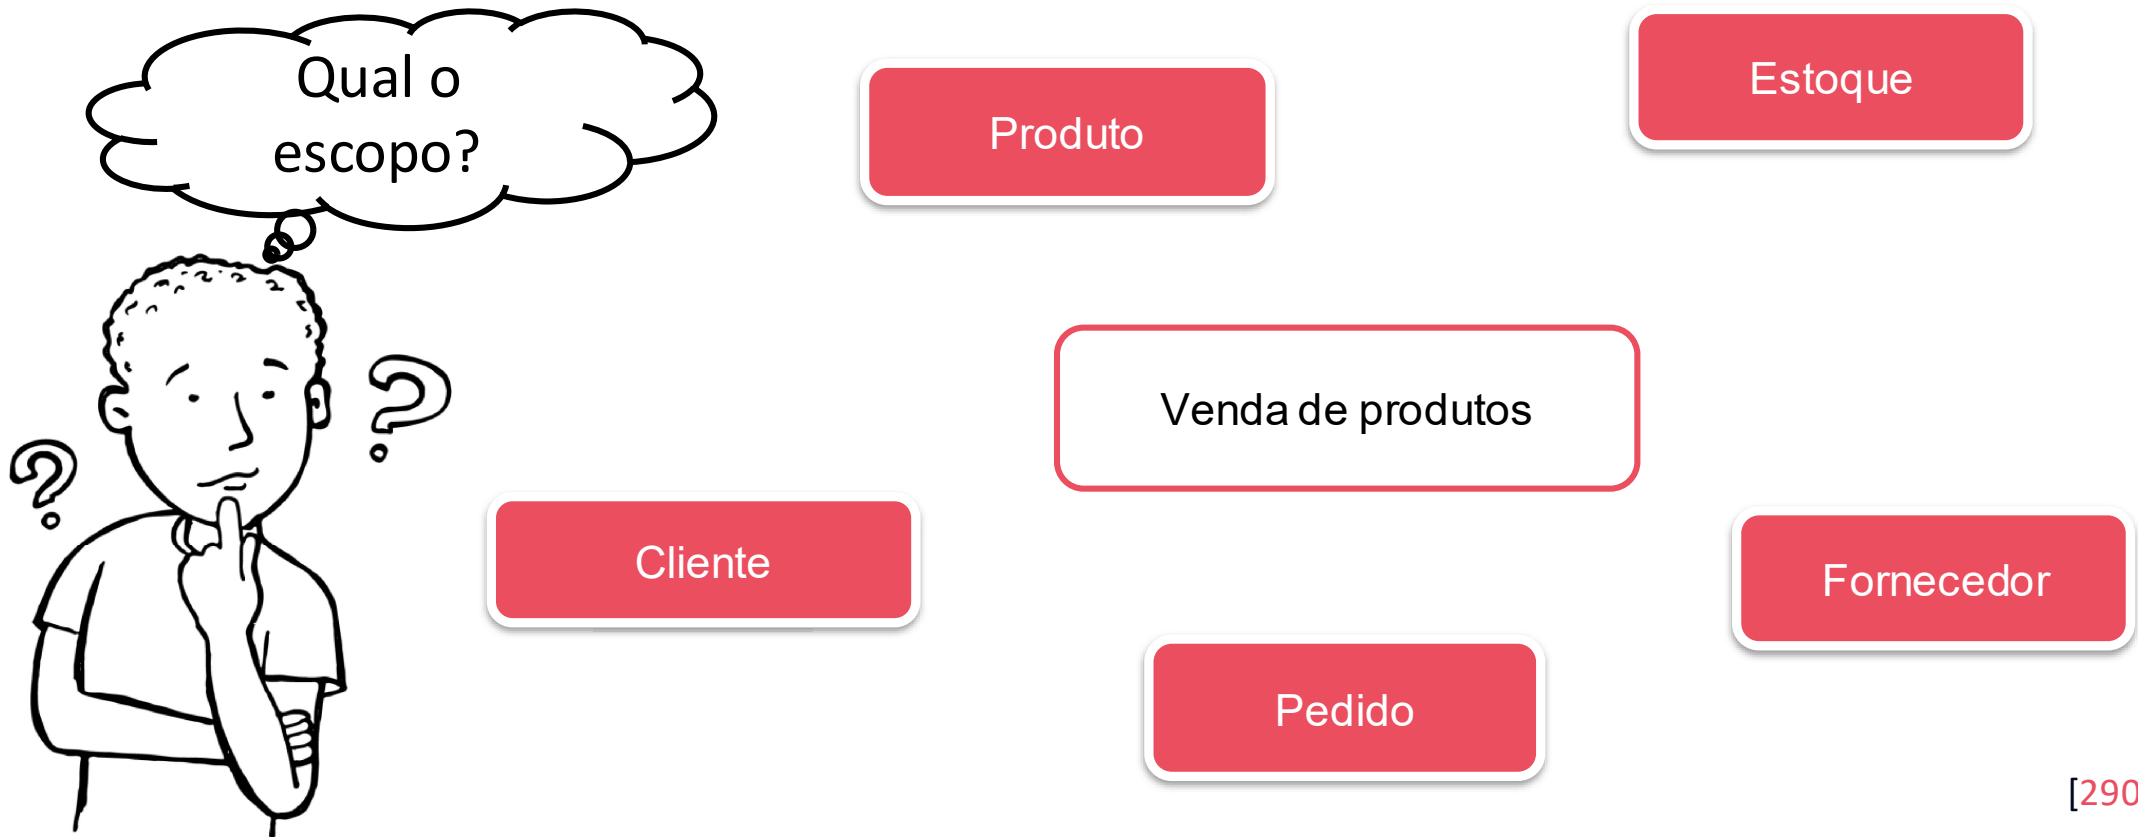 Qual o
escopo?
Produto
Estoque
Venda de produtos
Cliente
Fornecedor
Pedido
[290